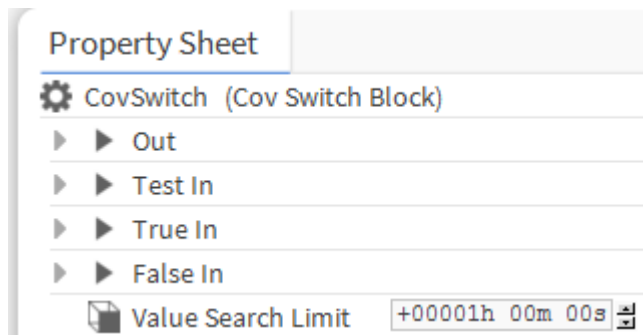 Property Sheet
CovSwitch (Cov Switch Block)
Out
Test In
True In
False In
Value Search Limit +00001h 00m 00s